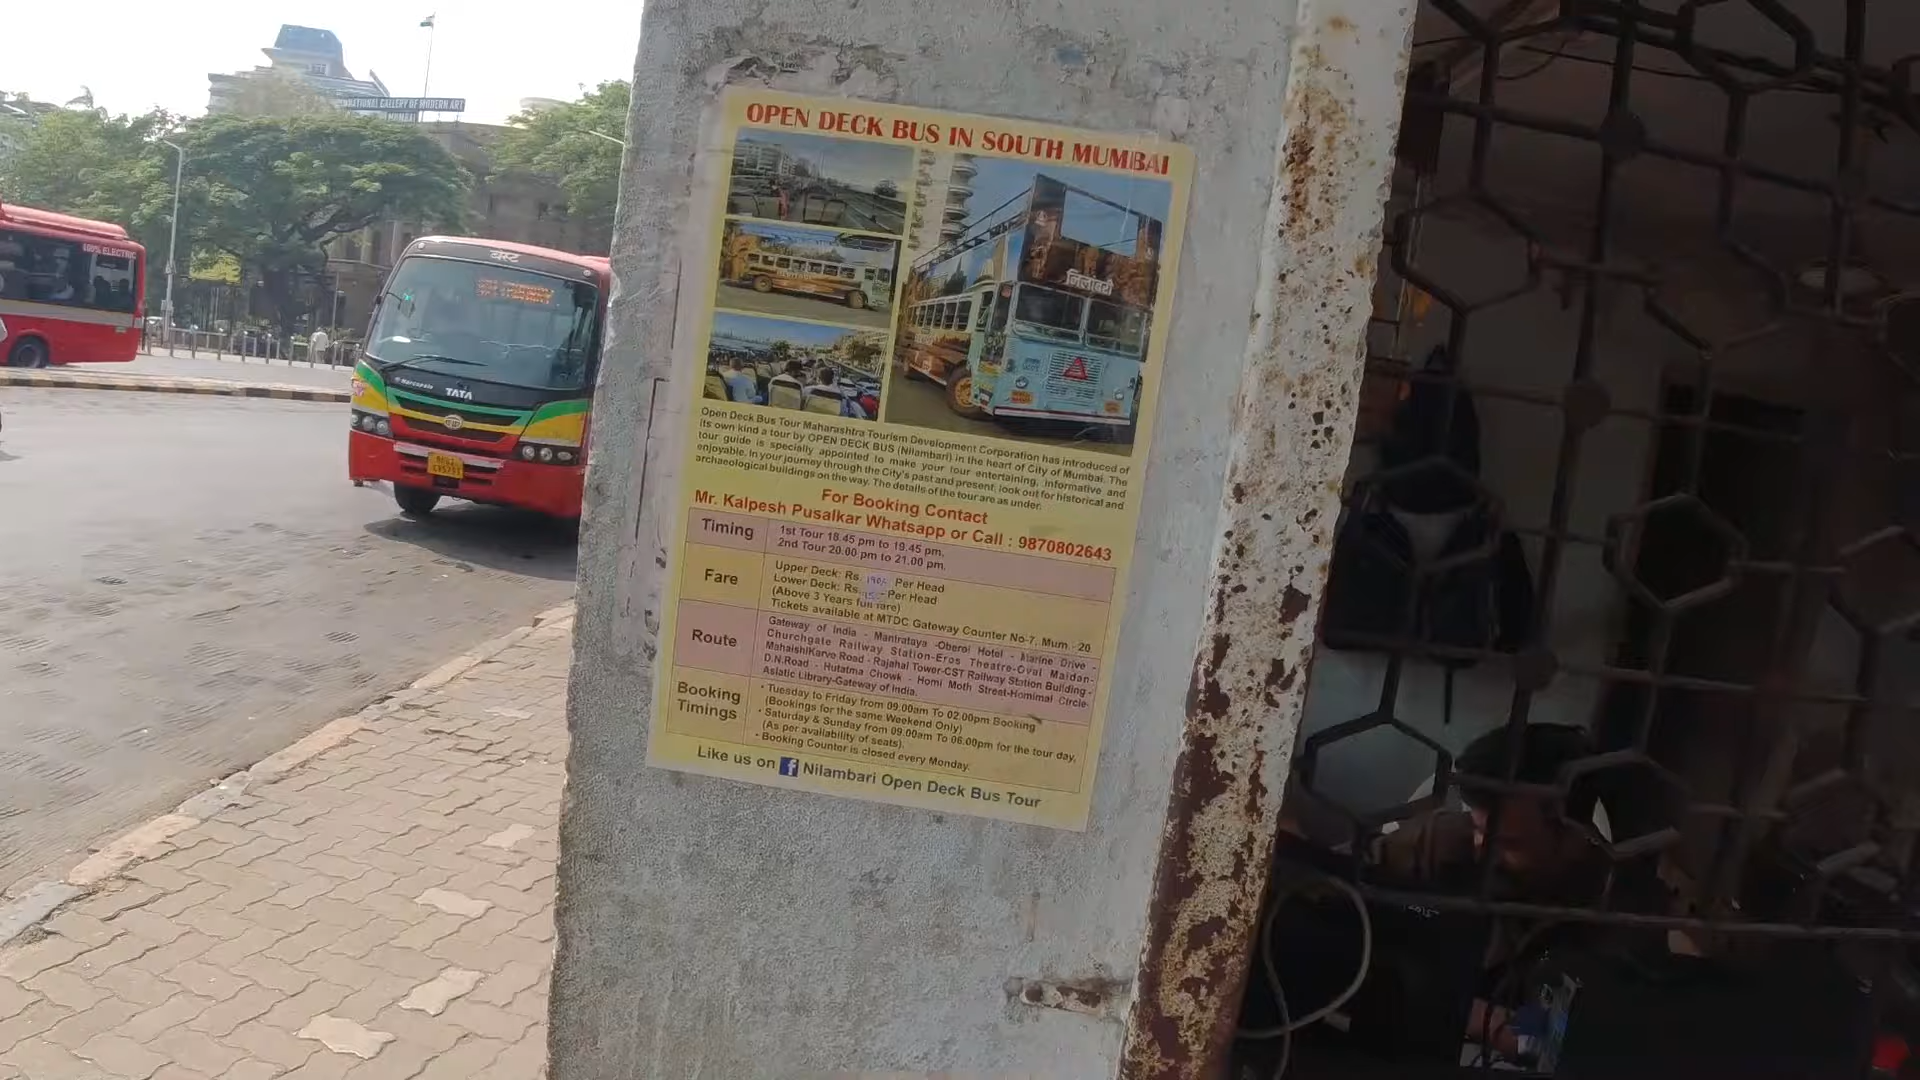 NATIONAL GALLERY OF MODERN ART
MUMBAI
100% ELECTRIC
बेस्ट
Marcopolo
TATA
OPEN DECK BUS IN SOUTH MUMBAI
निलांबरी
Open Deck Bus Tour Maharashtra Tourism Development Corporation has introduced of
its own kind a tour by OPEN DECK BUS (Nilambari) in the heart of City of Mumbai. The
tour guide is specially appointed to make your tour entertaining, informative and
enjoyable. In your journey through the City's past and present, look out for historical and
archaeological buildings on the way. The details of the tour are as under.
For Booking Contact
Mr. Kalpesh Pusalkar Whatsapp or Call : 9870802643
Timing
1st Tour 18.45 pm to 19.45 pm.
2nd Tour 20.00 pm to 21.00 pm.
Fare
Upper Deck: Rs. 190/- Per Head
Lower Deck: Rs. Per Head
(Above 3 Years full fare)
Tickets available at MTDC Gateway Counter No-7, Mum - 20
Route
Gateway of India - Mantralaya -Oberoi Hotel - Marine Drive -
Churchgate Railway Station-Eros Theatre-Oval Maidan-
MahaishiKarve Road - Rajabai Tower-CST Railway Station Building-
D.N.Road - Hutatma Chowk - Homi Moth Street-Hornimal Circle-
Asiatic Library-Gateway of India.
Booking
Timings
• Tuesday to Friday from 09.00am To 02.00pm Booking
(Bookings for the same Weekend Only)
• Saturday & Sunday from 09.00am To 06.00pm for the tour day,
(As per availability of seats).
• Booking Counter is closed every Monday.
Like us on f Nilambari Open Deck Bus Tour